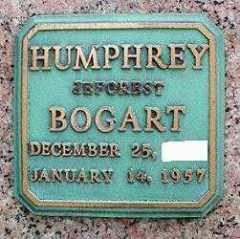 HUMPHREY
DEFOREST
BOGART
DECEMBER 25,
JANUARY 14, 1957